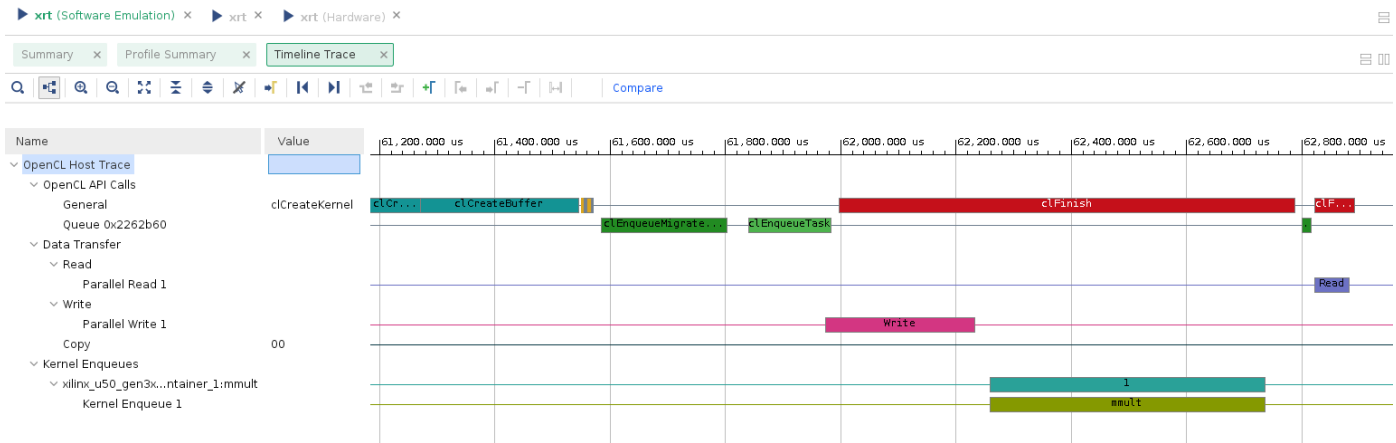 xrt (Software Emulation) × xrt × xrt (Hardware) ×
Summary × Profile Summary × Timeline Trace ×
Compare
Name Value 61,200.000 us 61,400.000 us 61,600.000 us 61,800.000 us 62,000.000 us 62,200.000 us 62,400.000 us 62,600.000 us 62,800.000 us
OpenCL Host Trace
OpenCL API Calls
General clCreateKernel clCr... clCreateBuffer clFinish clF...
Queue 0x2262b60 clEnqueueMigrate... clEnqueueTask .
Data Transfer
Read
Parallel Read 1 Read
Write
Parallel Write 1 Write
Copy 00
Kernel Enqueues
xilinx_u50_gen3x...ntainer_1:mmult 1
Kernel Enqueue 1 mmult